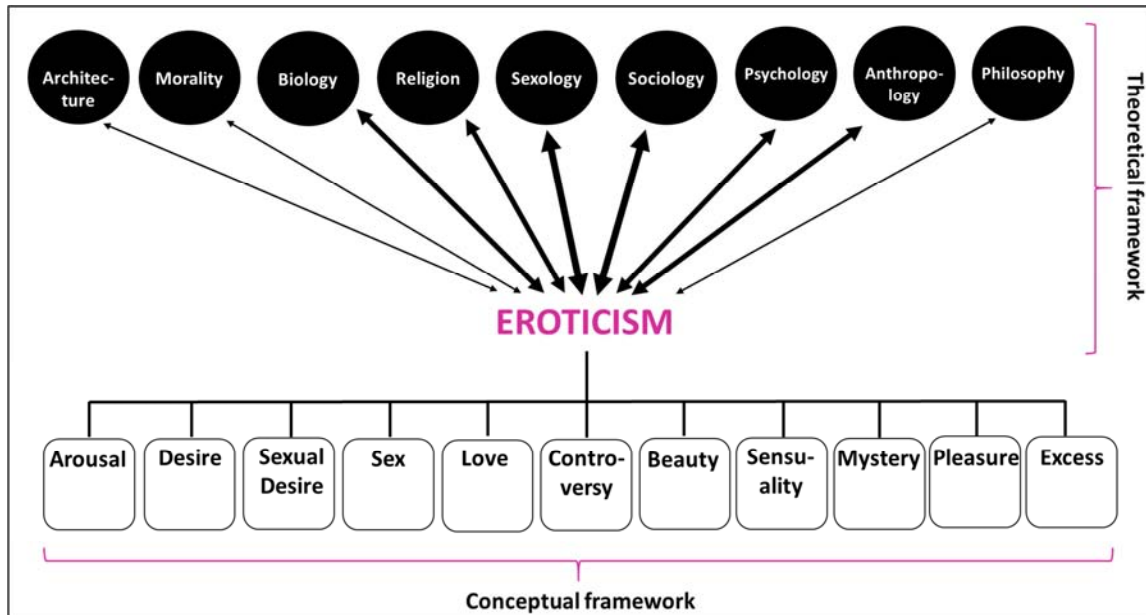 Architec-
ture
Morality
Biology
Religion
Sexology
Sociology
Psychology
Anthropo-
logy
Philosophy
Theoretical framework
EROTICISM
Arousal
Desire
Sexual
Desire
Sex
Love
Contro-
versy
Beauty
Sensu-
ality
Mystery
Pleasure
Excess
Conceptual framework